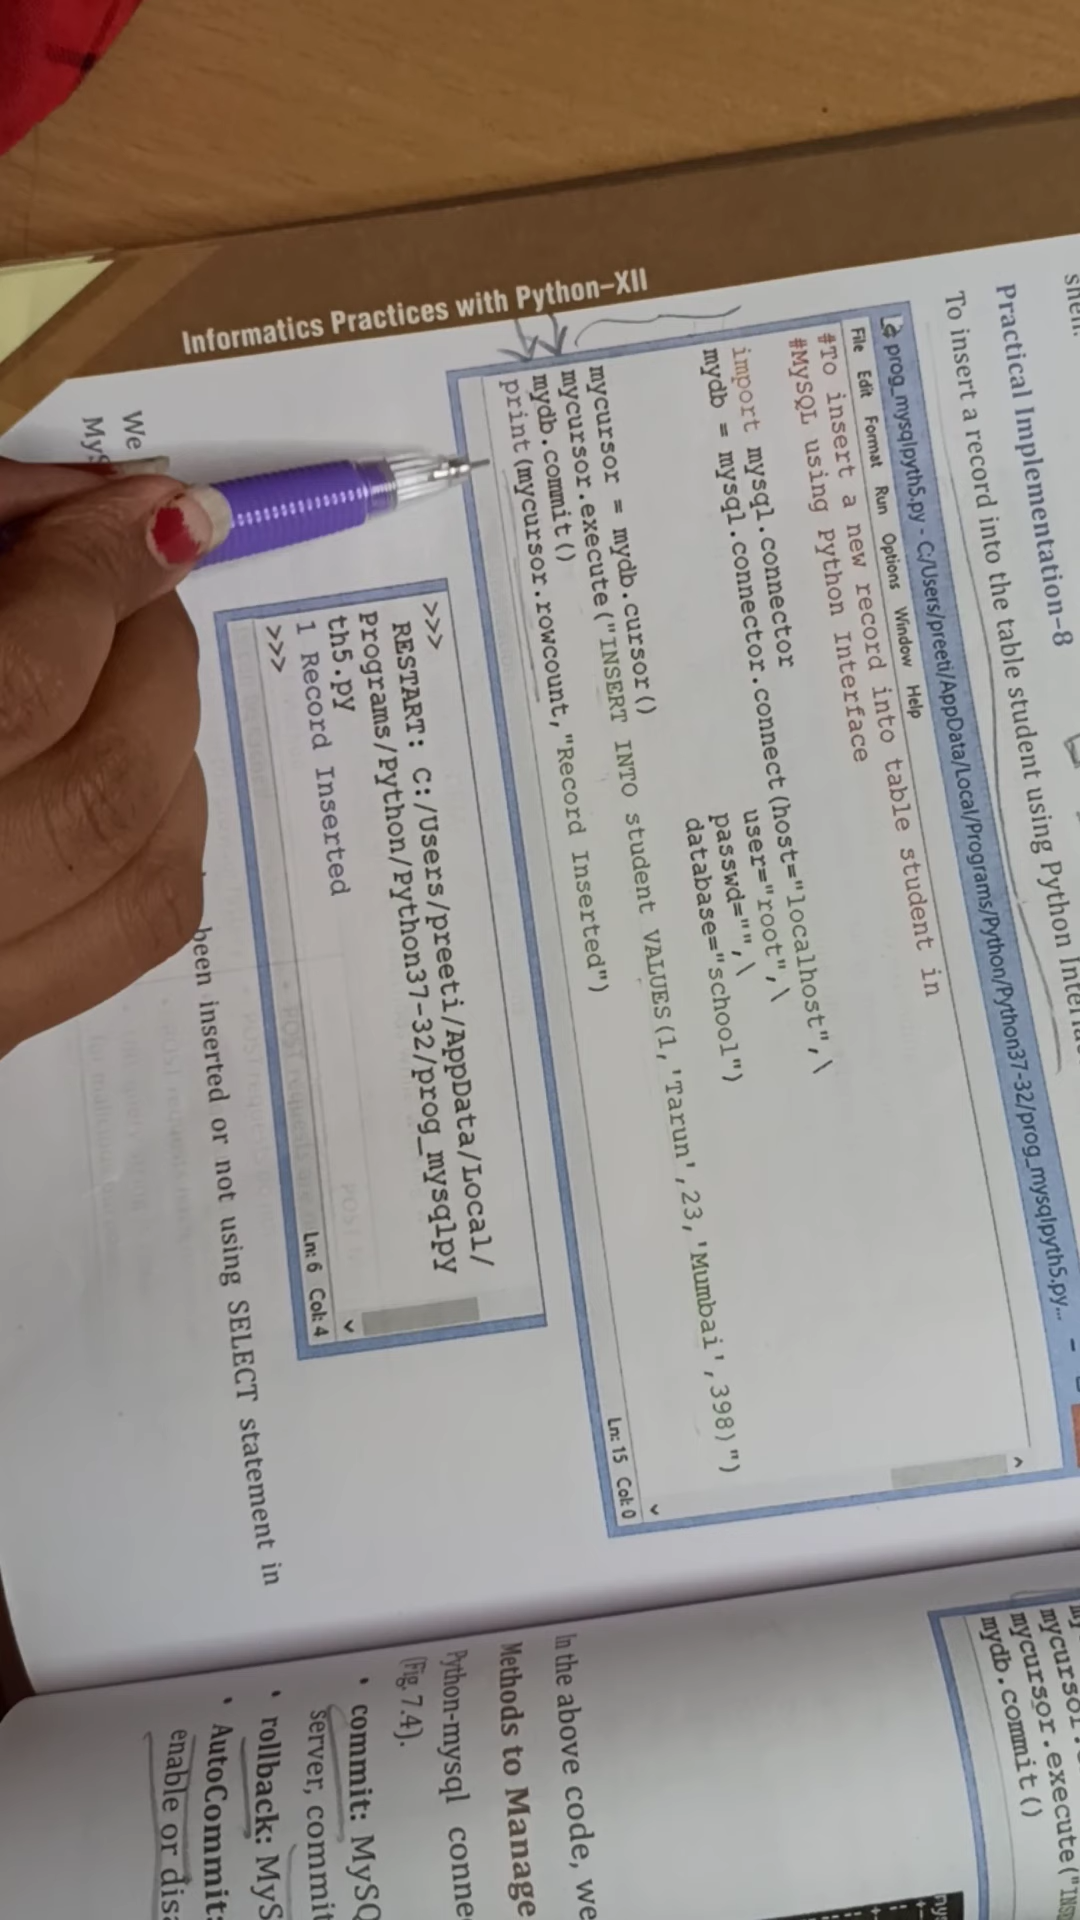 Informatics Practices with Python–XII
shell.
Practical Implementation–8
To insert a record into the table student using Python
prog_mysqlpyth5.py - C:/Users/preeti/AppData/Local/Programs/Python/Python37-32/prog_mysqlpyth5.py...
File Edit Format Run Options Window Help
#To insert a new record into table student in
#MySQL using Python Interface
import mysql.connector
mydb = mysql.connector.connect(host="localhost",\
user="root",\
passwd="",\
database="school")
mycursor = mydb.cursor()
mycursor.execute("INSERT INTO student VALUES(1,'Tarun',23,'Mumbai',398)")
mydb.commit()
print(mycursor.rowcount,"Record Inserted")
Ln: 15 Col: 0
>>>
RESTART: C:/Users/preeti/AppData/Local/
Programs/Python/Python37-32/prog_mysqlpy
th5.py
1 Record Inserted
>>>
Ln: 6 Col: 4
We been inserted or not using SELECT statement in
mycursor.execute("INSE
mydb.commit()
In the above code, we
Methods to Manage
Python-mysql
(Fig. 7.4).
• commit:
server, commit
• rollback:
• AutoCommit:
enable or